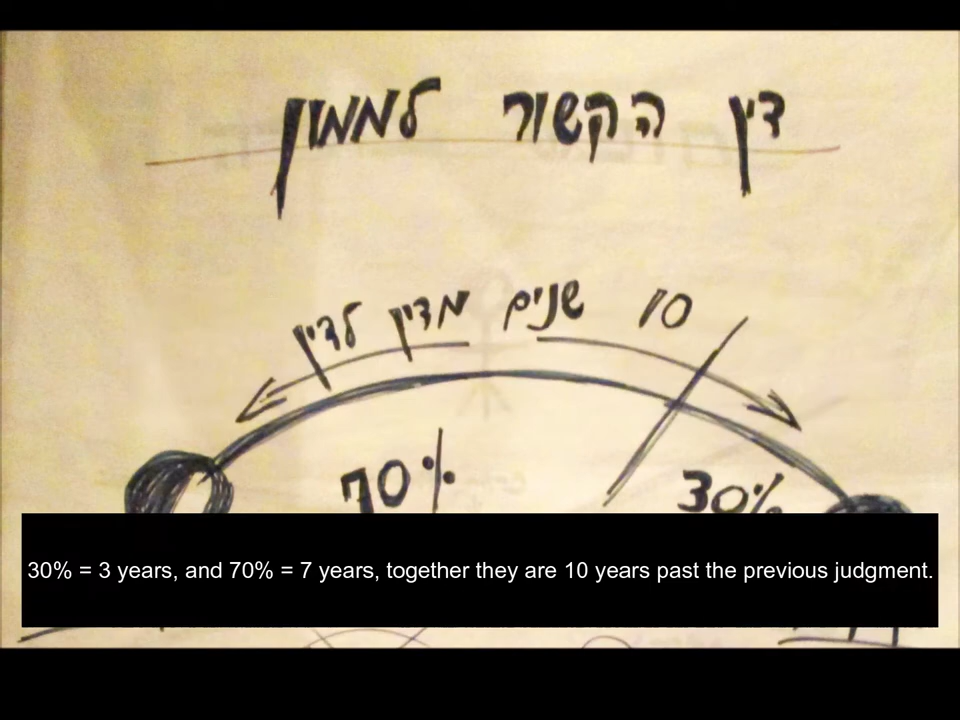 דין הקשור לממון
10 שנים מדין לדין
70% 30%
30% = 3 years, and 70% = 7 years, together they are 10 years past the previous judgment.